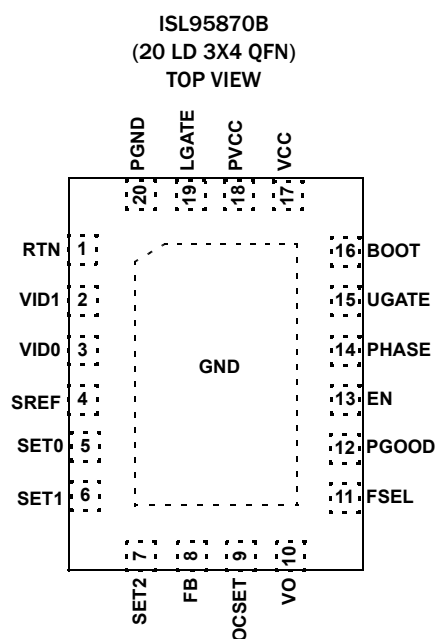 ISL95870B
(20 LD 3X4 QFN)
TOP VIEW
PGND
LGATE
PVCC
VCC
20
19
18
17
RTN 1
16 BOOT
VID1 2
15 UGATE
VID0 3
14 PHASE
GND
SREF 4
13 EN
SET0 5
12 PGOOD
SET1 6
11 FSEL
7
8
9
10
SET2
FB
OCSET
VO